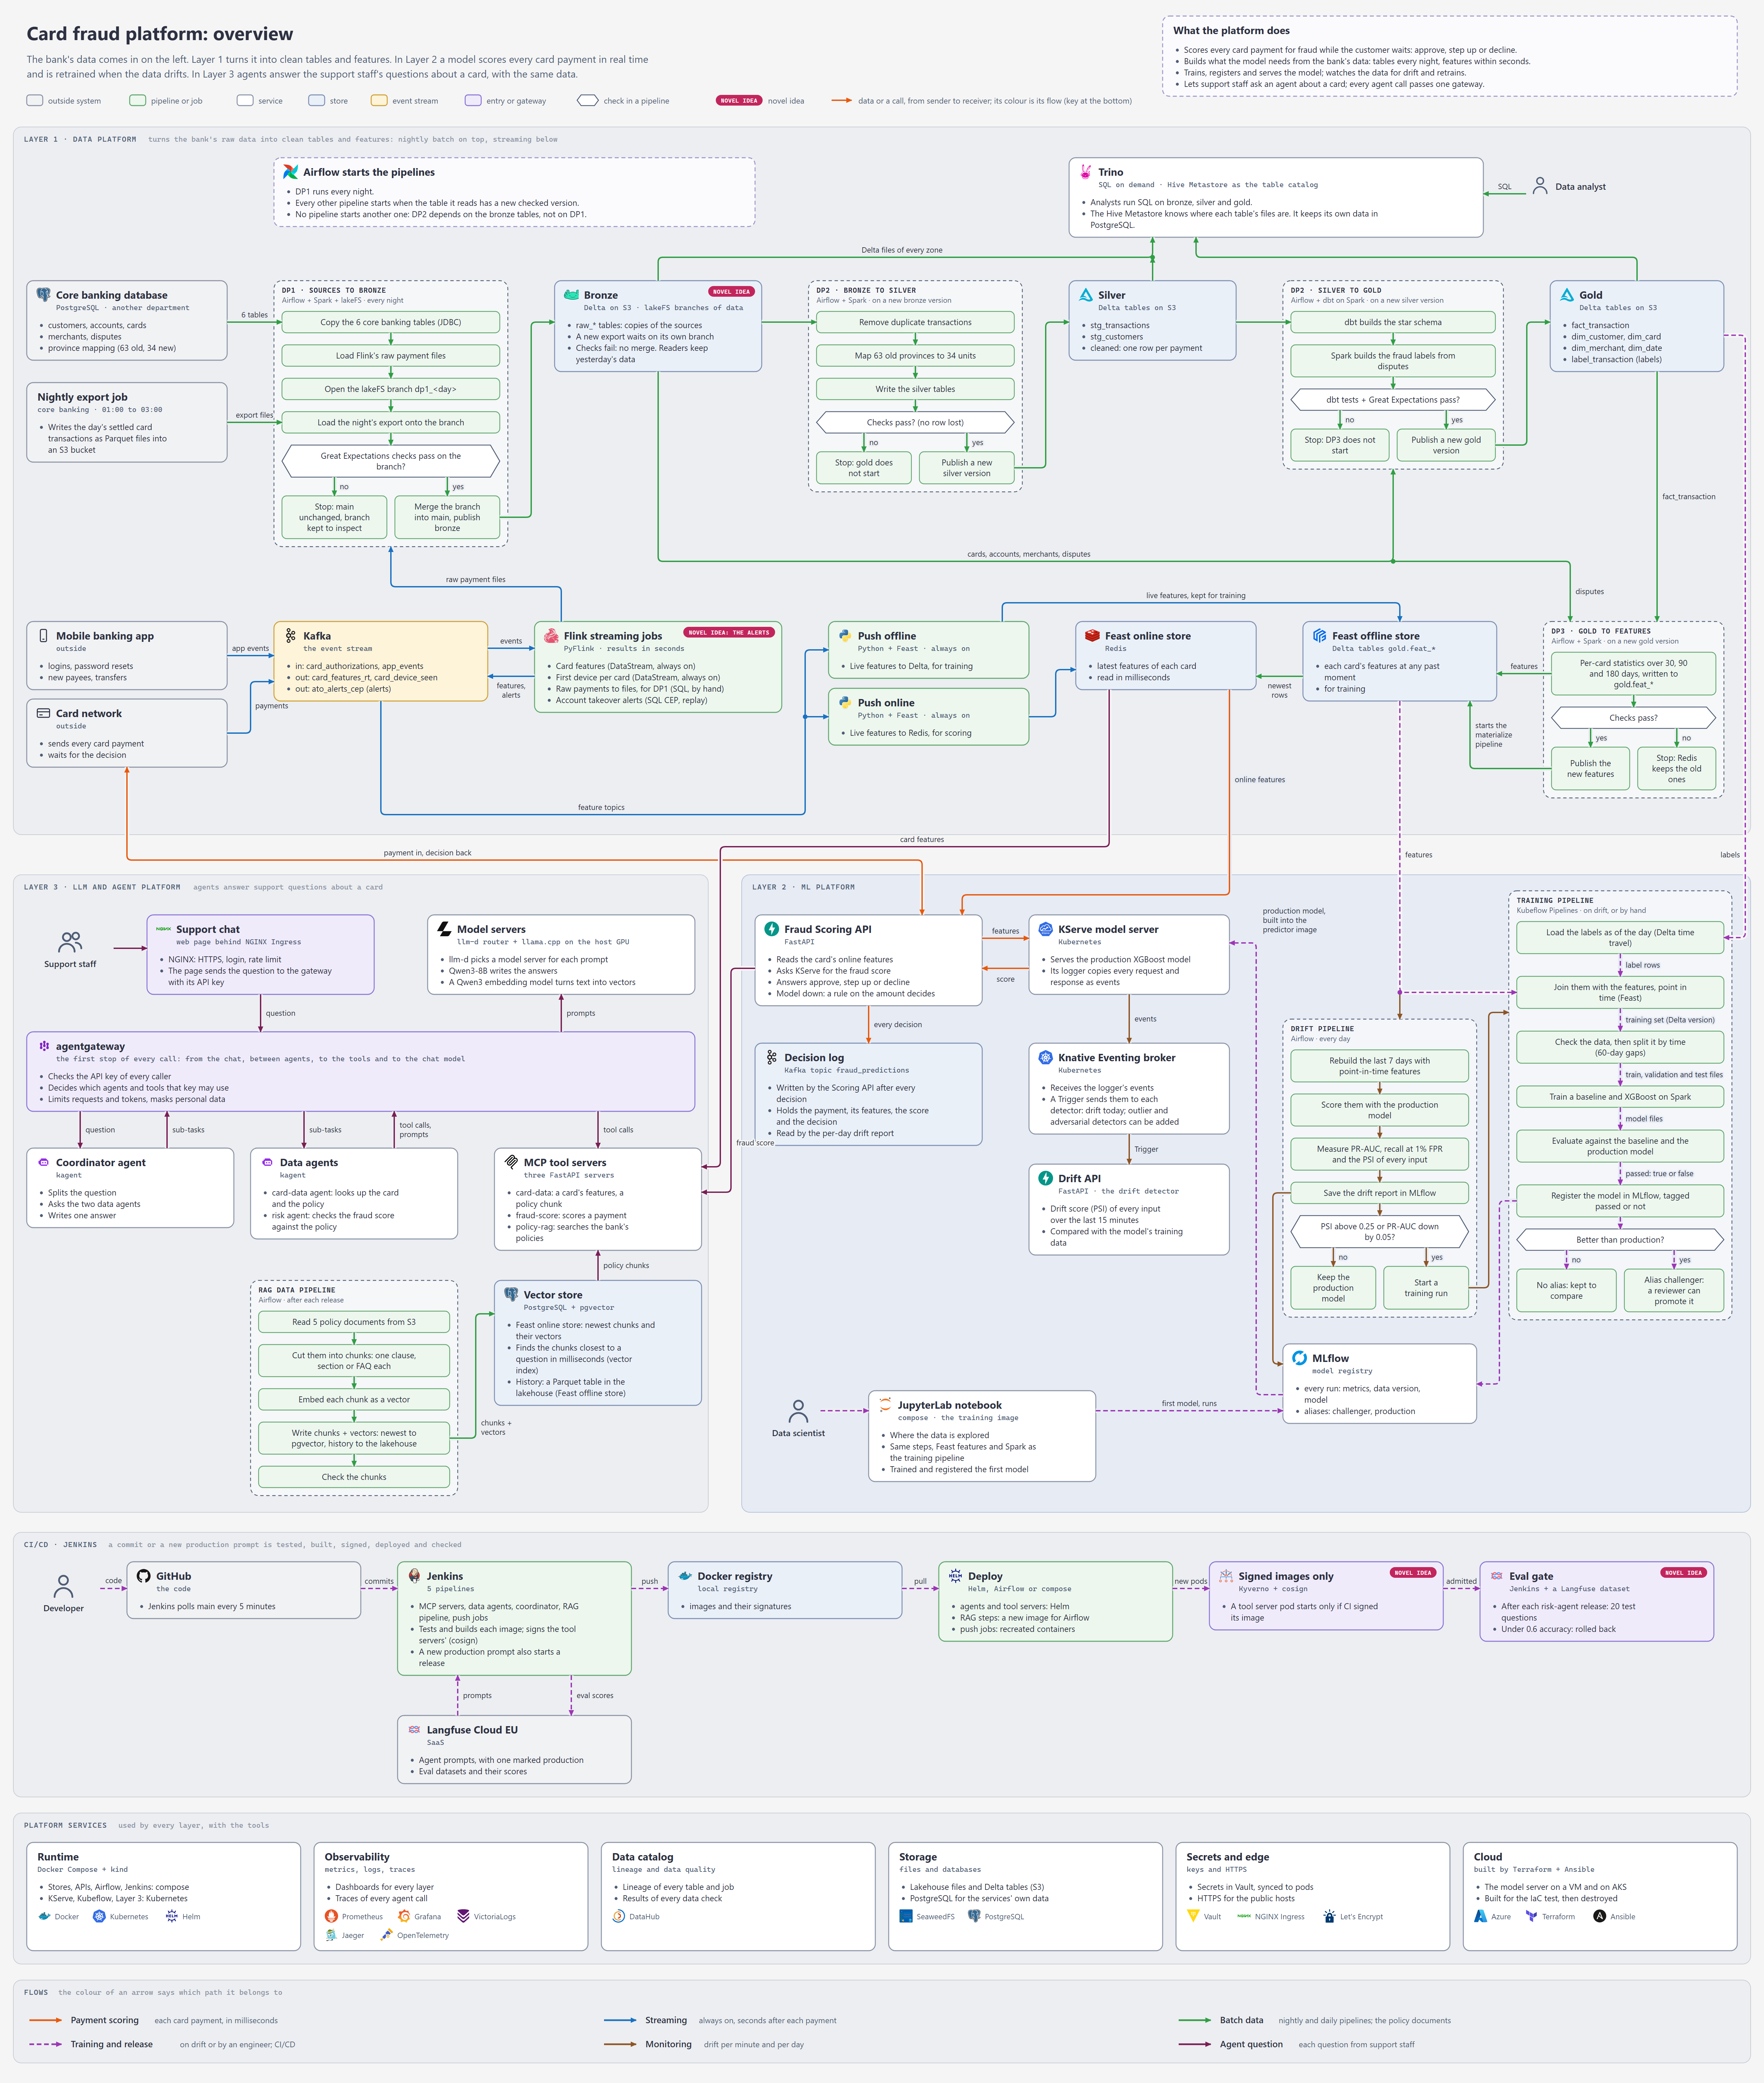 Card fraud platform: overview
The bank's data comes in on the left. Layer 1 turns it into clean tables and features. In Layer 2 a model scores every card payment in real time
and is retrained when the data drifts. In Layer 3 agents answer the support staff's questions about a card, with the same data.
outside system
pipeline or job
service
store
event stream
entry or gateway
check in a pipeline
NOVEL IDEA
novel idea
data or a call, from sender to receiver; its colour is its flow (key at the bottom)
What the platform does
• Scores every card payment for fraud while the customer waits: approve, step up or decline.
• Builds what the model needs from the bank's data: tables every night, features within seconds.
• Trains, registers and serves the model; watches the data for drift and retrains.
• Lets support staff ask an agent about a card; every agent call passes one gateway.
LAYER 1 · DATA PLATFORM turns the bank's raw data into clean tables and features: nightly batch on top, streaming below
Airflow starts the pipelines
• DP1 runs every night.
• Every other pipeline starts when the table it reads has a new checked version.
• No pipeline starts another one: DP2 depends on the bronze tables, not on DP1.
Trino
SQL on demand · Hive Metastore as the table catalog
• Analysts run SQL on bronze, silver and gold.
• The Hive Metastore knows where each table's files are. It keeps its own data in
PostgreSQL.
SQL
Data analyst
Delta files of every zone
Core banking database
PostgreSQL · another department
• customers, accounts, cards
• merchants, disputes
• province mapping (63 old, 34 new)
6 tables
Nightly export job
core banking · 01:00 to 03:00
• Writes the day's settled card
transactions as Parquet files into
an S3 bucket
export files
DP1 · SOURCES TO BRONZE
Airflow + Spark + lakeFS · every night
Copy the 6 core banking tables (JDBC)
Load Flink's raw payment files
Open the lakeFS branch dp1_<day>
Load the night's export onto the branch
Great Expectations checks pass on the
branch?
no
yes
Stop: main
unchanged, branch
kept to inspect
Merge the branch
into main, publish
bronze
Bronze
NOVEL IDEA
Delta on S3 · lakeFS branches of data
• raw_* tables: copies of the sources
• A new export waits on its own branch
• Checks fail: no merge. Readers keep
yesterday's data
DP2 · BRONZE TO SILVER
Airflow + Spark · on a new bronze version
Remove duplicate transactions
Map 63 old provinces to 34 units
Write the silver tables
Checks pass? (no row lost)
no
yes
Stop: gold does
not start
Publish a new
silver version
Silver
Delta tables on S3
• stg_transactions
• stg_customers
• cleaned: one row per payment
DP2 · SILVER TO GOLD
Airflow + dbt on Spark · on a new silver version
dbt builds the star schema
Spark builds the fraud labels from
disputes
dbt tests + Great Expectations pass?
no
yes
Stop: DP3 does not
start
Publish a new gold
version
Gold
Delta tables on S3
• fact_transaction
• dim_customer, dim_card
• dim_merchant, dim_date
• label_transaction (labels)
fact_transaction
cards, accounts, merchants, disputes
disputes
raw payment files
live features, kept for training
Mobile banking app
outside
• logins, password resets
• new payees, transfers
app events
Card network
outside
• sends every card payment
• waits for the decision
payments
Kafka
the event stream
• in: card_authorizations, app_events
• out: card_features_rt, card_device_seen
• out: ato_alerts_cep (alerts)
events
features,
alerts
Flink streaming jobs
NOVEL IDEA: THE ALERTS
PyFlink · results in seconds
• Card features (DataStream, always on)
• First device per card (DataStream, always on)
• Raw payments to files, for DP1 (SQL, by hand)
• Account takeover alerts (SQL CEP, replay)
Push offline
Python + Feast · always on
• Live features to Delta, for training
Push online
Python + Feast · always on
• Live features to Redis, for scoring
Feast online store
Redis
• latest features of each card
• read in milliseconds
newest
rows
Feast offline store
Delta tables gold.feat_*
• each card's features at any past
moment
• for training
features
starts the
materialize
pipeline
DP3 · GOLD TO FEATURES
Airflow + Spark · on a new gold version
Per-card statistics over 30, 90
and 180 days, written to
gold.feat_*
Checks pass?
yes
no
Publish the
new features
Stop: Redis
keeps the old
ones
online features
feature topics
card features
payment in, decision back
features
labels
LAYER 3 · LLM AND AGENT PLATFORM agents answer support questions about a card
Support staff
Support chat
web page behind NGINX Ingress
• NGINX: HTTPS, login, rate limit
• The page sends the question to the gateway
with its API key
Model servers
llm-d router + llama.cpp on the host GPU
• llm-d picks a model server for each prompt
• Qwen3-8B writes the answers
• A Qwen3 embedding model turns text into vectors
question
prompts
agentgateway
the first stop of every call: from the chat, between agents, to the tools and to the chat model
• Checks the API key of every caller
• Decides which agents and tools that key may use
• Limits requests and tokens, masks personal data
question
sub-tasks
sub-tasks
tool calls,
prompts
tool calls
Coordinator agent
kagent
• Splits the question
• Asks the two data agents
• Writes one answer
Data agents
kagent
• card-data agent: looks up the card
and the policy
• risk agent: checks the fraud score
against the policy
MCP tool servers
three FastAPI servers
• card-data: a card's features, a
policy chunk
• fraud-score: scores a payment
• policy-rag: searches the bank's
policies
fraud score
policy chunks
RAG DATA PIPELINE
Airflow · after each release
Read 5 policy documents from S3
Cut them into chunks: one clause,
section or FAQ each
Embed each chunk as a vector
Write chunks + vectors: newest to
pgvector, history to the lakehouse
Check the chunks
chunks +
vectors
Vector store
PostgreSQL + pgvector
• Feast online store: newest chunks and
their vectors
• Finds the chunks closest to a
question in milliseconds (vector
index)
• History: a Parquet table in the
lakehouse (Feast offline store)
LAYER 2 · ML PLATFORM
Fraud Scoring API
FastAPI
• Reads the card's online features
• Asks KServe for the fraud score
• Answers approve, step up or decline
• Model down: a rule on the amount decides
features
score
KServe model server
Kubernetes
• Serves the production XGBoost model
• Its logger copies every request and
response as events
production model,
built into the
predictor image
every decision
events
Decision log
Kafka topic fraud_predictions
• Written by the Scoring API after every
decision
• Holds the payment, its features, the score
and the decision
• Read by the per-day drift report
Knative Eventing broker
Kubernetes
• Receives the logger's events
• A Trigger sends them to each
detector: drift today; outlier and
adversarial detectors can be added
Trigger
Drift API
FastAPI · the drift detector
• Drift score (PSI) of every input
over the last 15 minutes
• Compared with the model's training
data
DRIFT PIPELINE
Airflow · every day
Rebuild the last 7 days with
point-in-time features
Score them with the production
model
Measure PR-AUC, recall at 1% FPR
and the PSI of every input
Save the drift report in MLflow
PSI above 0.25 or PR-AUC down
by 0.05?
no
yes
Keep the
production
model
Start a
training run
TRAINING PIPELINE
Kubeflow Pipelines · on drift, or by hand
Load the labels as of the day (Delta time
travel)
label rows
Join them with the features, point in
time (Feast)
training set (Delta version)
Check the data, then split it by time
(60-day gaps)
train, validation and test files
Train a baseline and XGBoost on Spark
model files
Evaluate against the baseline and the
production model
passed: true or false
Register the model in MLflow, tagged
passed or not
Better than production?
no
yes
No alias: kept to
compare
Alias challenger:
a reviewer can
promote it
MLflow
model registry
• every run: metrics, data version,
model
• aliases: challenger, production
Data scientist
JupyterLab notebook
compose · the training image
• Where the data is explored
• Same steps, Feast features and Spark as
the training pipeline
• Trained and registered the first model
first model, runs
CI/CD · JENKINS a commit or a new production prompt is tested, built, signed, deployed and checked
Developer
code
GitHub
the code
• Jenkins polls main every 5 minutes
commits
Jenkins
5 pipelines
• MCP servers, data agents, coordinator, RAG
pipeline, push jobs
• Tests and builds each image; signs the tool
servers' (cosign)
• A new production prompt also starts a
release
push
Docker registry
local registry
• images and their signatures
pull
Deploy
Helm, Airflow or compose
• agents and tool servers: Helm
• RAG steps: a new image for Airflow
• push jobs: recreated containers
new pods
Signed images only
NOVEL IDEA
Kyverno + cosign
• A tool server pod starts only if CI signed
its image
admitted
Eval gate
NOVEL IDEA
Jenkins + a Langfuse dataset
• After each risk-agent release: 20 test
questions
• Under 0.6 accuracy: rolled back
prompts
eval scores
Langfuse Cloud EU
SaaS
• Agent prompts, with one marked production
• Eval datasets and their scores
PLATFORM SERVICES used by every layer, with the tools
Runtime
Docker Compose + kind
• Stores, APIs, Airflow, Jenkins: compose
• KServe, Kubeflow, Layer 3: Kubernetes
Docker
Kubernetes
Helm
Observability
metrics, logs, traces
• Dashboards for every layer
• Traces of every agent call
Prometheus
Grafana
VictoriaLogs
Jaeger
OpenTelemetry
Data catalog
lineage and data quality
• Lineage of every table and job
• Results of every data check
DataHub
Storage
files and databases
• Lakehouse files and Delta tables (S3)
• PostgreSQL for the services' own data
SeaweedFS
PostgreSQL
Secrets and edge
keys and HTTPS
• Secrets in Vault, synced to pods
• HTTPS for the public hosts
Vault
NGINX Ingress
Let's Encrypt
Cloud
built by Terraform + Ansible
• The model server on a VM and on AKS
• Built for the IaC test, then destroyed
Azure
Terraform
Ansible
FLOWS the colour of an arrow says which path it belongs to
Payment scoring each card payment, in milliseconds
Streaming always on, seconds after each payment
Batch data nightly and daily pipelines; the policy documents
Training and release on drift or by an engineer; CI/CD
Monitoring drift per minute and per day
Agent question each question from support staff